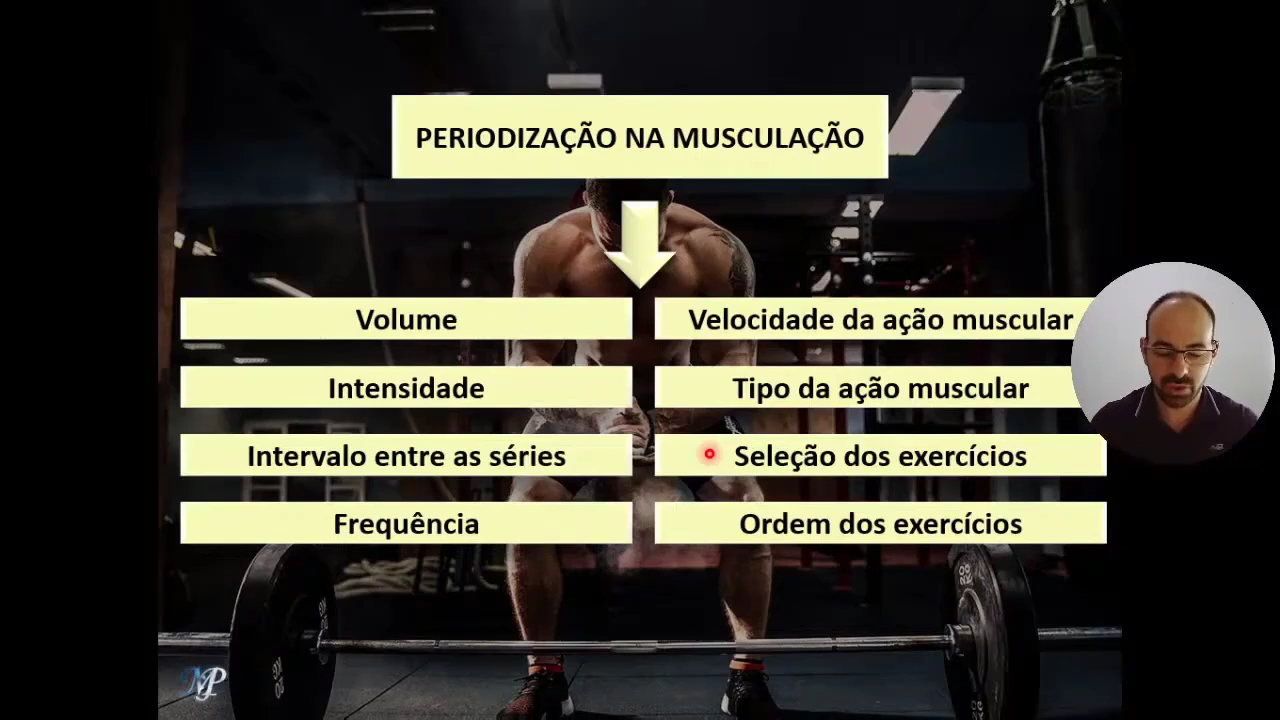 PERIODIZAÇÃO NA MUSCULAÇÃO
Volume
Velocidade da ação muscular
Intensidade
Tipo da ação muscular
Intervalo entre as séries
Seleção dos exercícios
Frequência
Ordem dos exercícios
MP